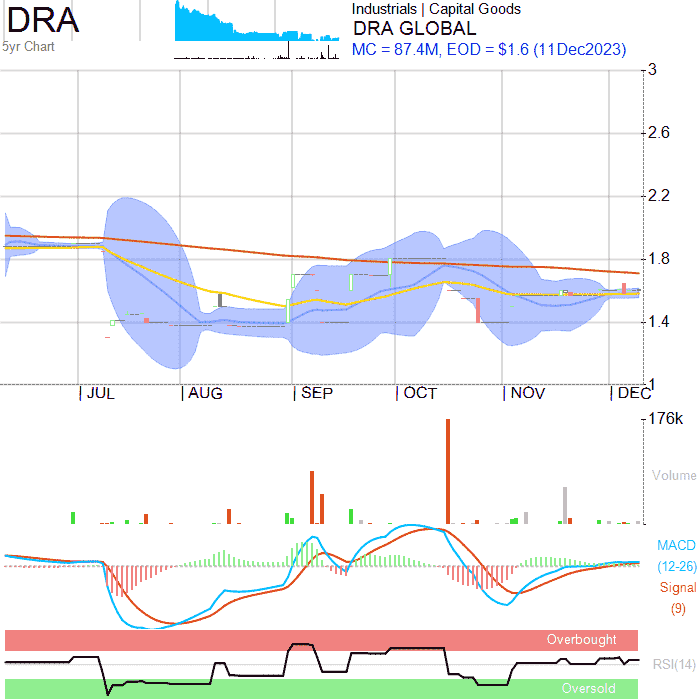 DRA
5yr Chart
Industrials | Capital Goods
DRA GLOBAL
MC = 87.4M, EOD = $1.6 (11Dec2023)
3
2.6
2.2
1.8
1.4
1
JUL
AUG
SEP
OCT
NOV
DEC
176k
Volume
MACD
(12-26)
Signal
(9)
Overbought
RSI(14)
Oversold